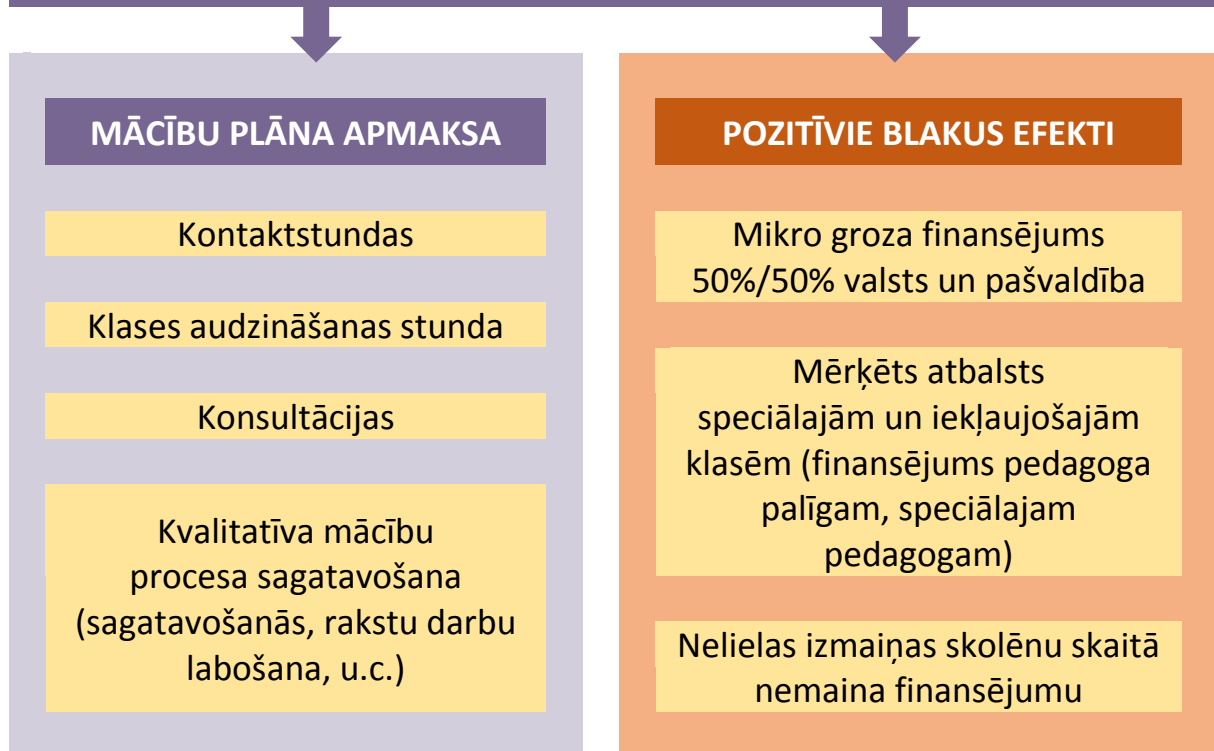 MĀCĪBU PLĀNA APMAKSA
Kontaktstundas
Klases audzināšanas stunda
Konsultācijas
Kvalitatīva mācību
procesa sagatavošana
(sagatavošanās, rakstu darbu
labošana, u.c.)
POZITĪVIE BLAKUS EFEKTI
Mikro groza finansējums
50%/50% valsts un pašvaldība
Mērķēts atbalsts
speciālajām un iekļaujošajām
klasēm (finansējums pedagoga
palīgam, speciālajam
pedagogam)
Nelielas izmaiņas skolēnu skaitā
nemaina finansējumu